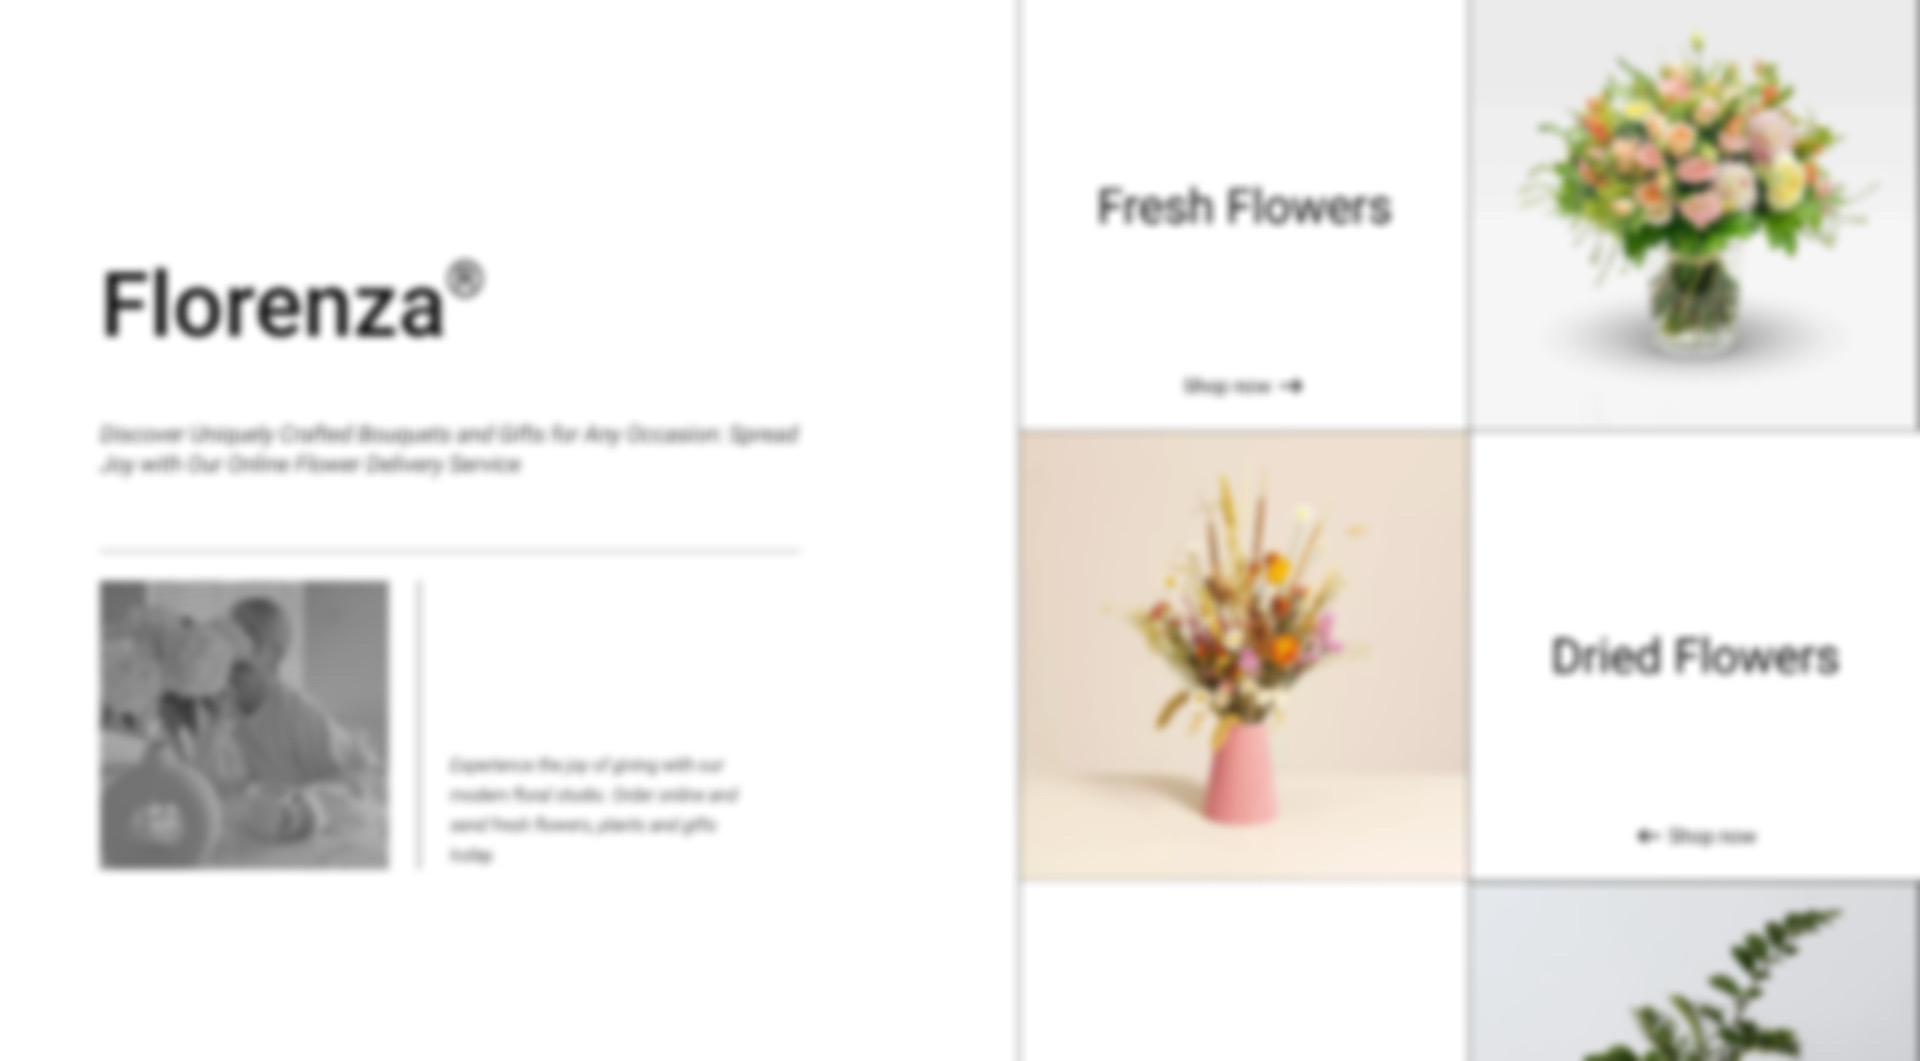 Florenza®
Discover Uniquely Crafted Bouquets and Gifts for Any Occasion: Spread
Joy with Our Online Flower Delivery Service
Experience the joy of giving with our
modern floral studio. Order online and
send fresh flowers, plants and gifts
today
Fresh Flowers
Shop now →
Dried Flowers
← Shop now